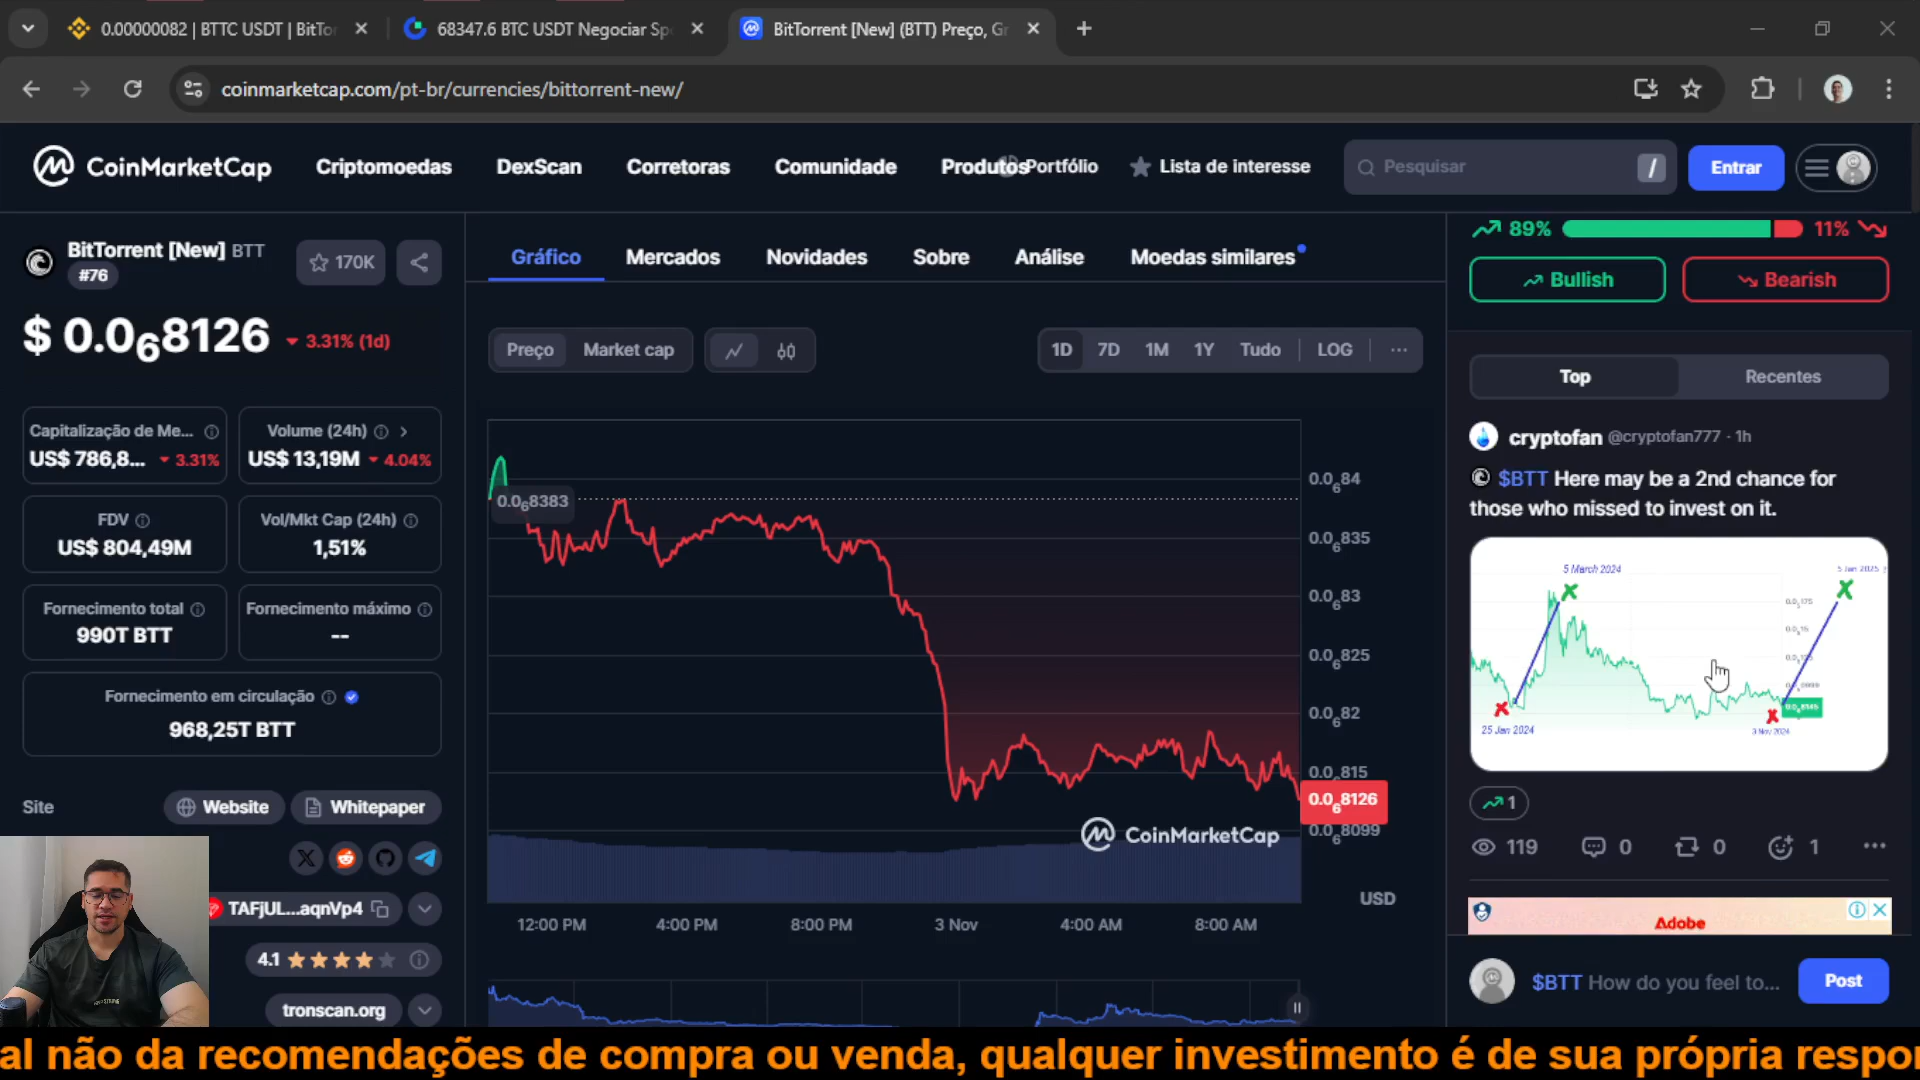 0.00000082 | BTTC USDT | BitTor
68347.6 BTC USDT Negociar Sp
BitTorrent [New] (BTT) Preço, Gr
coinmarketcap.com/pt-br/currencies/bittorrent-new/
CoinMarketCap
Criptomoedas
DexScan
Corretoras
Comunidade
Produtos
Portfólio
Lista de interesse
Pesquisar
/
Entrar
BitTorrent [New] BTT
#76
170K
$ 0.0₆8126
3.31% (1d)
Capitalização de Me...
US$ 786,8... 3.31%
Volume (24h)
US$ 13,19M 4.04%
FDV
US$ 804,49M
Vol/Mkt Cap (24h)
1,51%
Fornecimento total
990T BTT
Fornecimento máximo
--
Fornecimento em circulação
968,25T BTT
Site
Website
Whitepaper
TAFjUL...aqnVp4
4.1
tronscan.org
Gráfico
Mercados
Novidades
Sobre
Análise
Moedas similares
Preço
Market cap
1D
7D
1M
1Y
Tudo
LOG
0.0₆8383
0.0₆84
0.0₆835
0.0₆83
0.0₆825
0.0₆82
0.0₆815
0.0₆8126
0.0₆8099
CoinMarketCap
USD
12:00 PM
4:00 PM
8:00 PM
3 Nov
4:00 AM
8:00 AM
89%
11%
Bullish
Bearish
Top
Recentes
cryptofan @cryptofan777 · 1h
$BTT Here may be a 2nd chance for
those who missed to invest on it.
5 March 2024
5 Jan 2025
25 Jan 2024
3 Nov 2024
1
119
0
0
1
Adobe
$BTT How do you feel to...
Post
al não da recomendações de compra ou venda, qualquer investimento é de sua própria respor